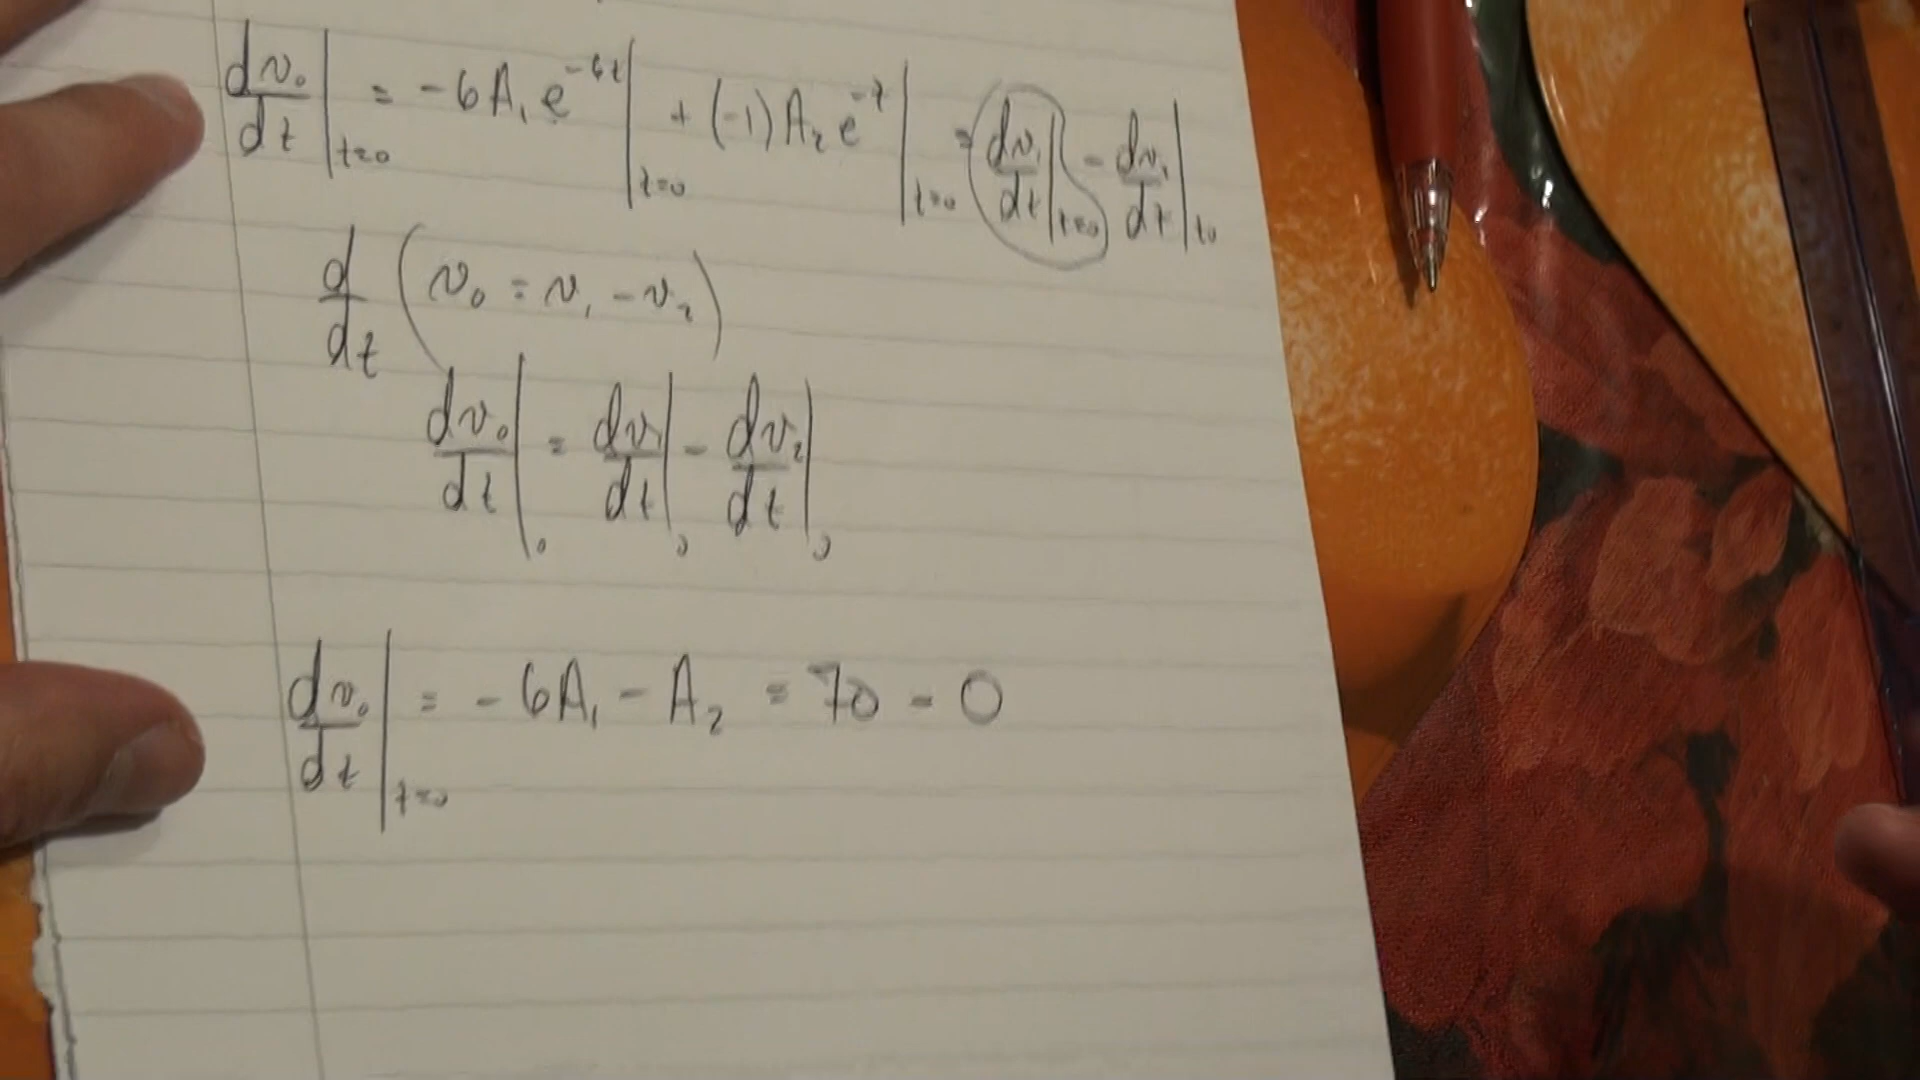 dv₀/dt |t=0 = -6A₁e^-6t |t=0 + (-1)A₂e^-t |t=0 = dv₁/dt |t=0 - dv₁/dt |t0
d/dt (v₀ = v₁ - v₂)
dv₀/dt |₀ = dv₁/dt |₀ - dv₂/dt |₀
dv₀/dt |t=0 = -6A₁ - A₂ = 70 - 0